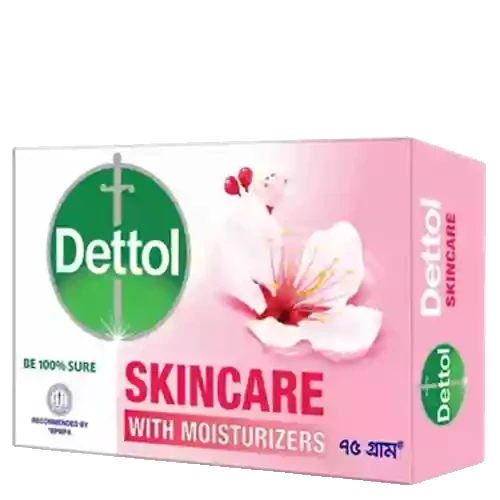 Dettol
BE 100% SURE
RECOMMENDED BY
SKINCARE
WITH MOISTURIZERS
৭৫ গ্রাম
Dettol
SKINCARE
Dettol